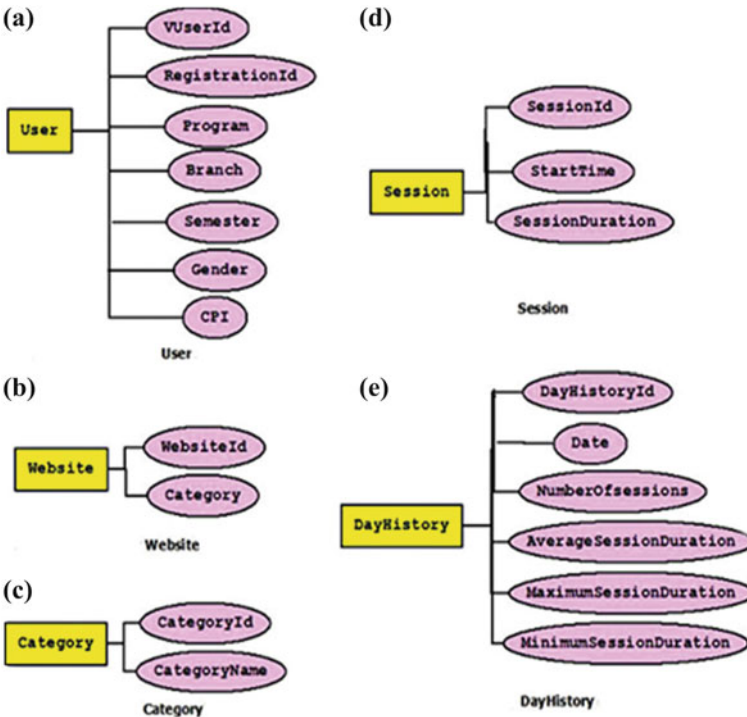 (a)
User
VUserId
RegistrationId
Program
Branch
Semester
Gender
CPI
User
(b)
Website
WebsiteId
Category
Website
(c)
Category
CategoryId
CategoryName
Category
(d)
Session
SessionId
StartTime
SessionDuration
Session
(e)
DayHistory
DayHistoryId
Date
NumberOfsessions
AverageSessionDuration
MaximumSessionDuration
MinimumSessionDuration
DayHistory